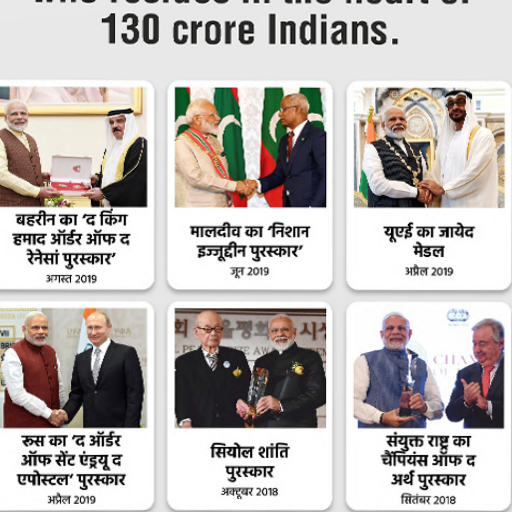 130 crore Indians.
बहरीन का ‘द किंग
हमाद ऑर्डर ऑफ द
रेनेसां पुरस्कार’
अगस्त 2019
मालदीव का ‘निशान
इज्जूद्दीन पुरस्कार’
जून 2019
यूएई का जायेद
मेडल
अप्रैल 2019
रूस का ‘द ऑर्डर
ऑफ सेंट एंड्रयू द
एपोस्टल’ पुरस्कार
अप्रैल 2019
सियोल शांति
पुरस्कार
अक्टूबर 2018
संयुक्त राष्ट्र का
चैंपियंस ऑफ द
अर्थ पुरस्कार
सितंबर 2018